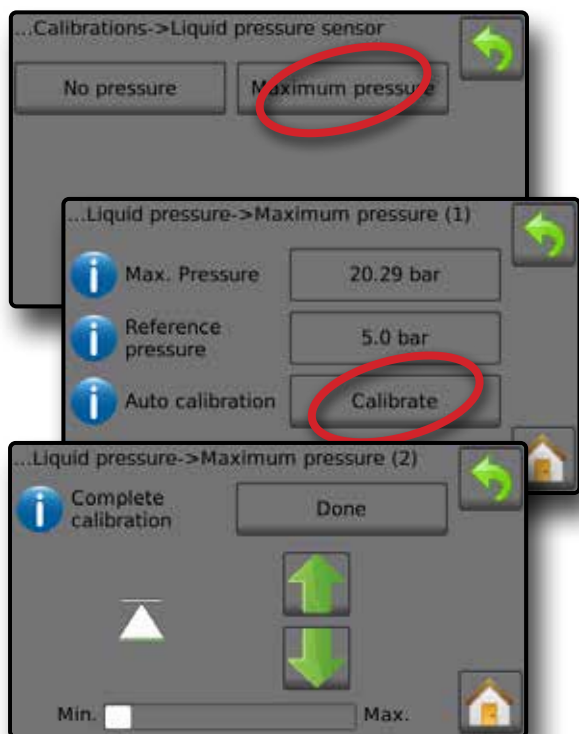 ...Calibrations->Liquid pressure sensor
No pressure
Maximum pressure
...Liquid pressure->Maximum pressure (1)
Max. Pressure
20.29 bar
Reference
pressure
5.0 bar
Auto calibration
Calibrate
...Liquid pressure->Maximum pressure (2)
Complete
calibration
Done
Min.
Max.